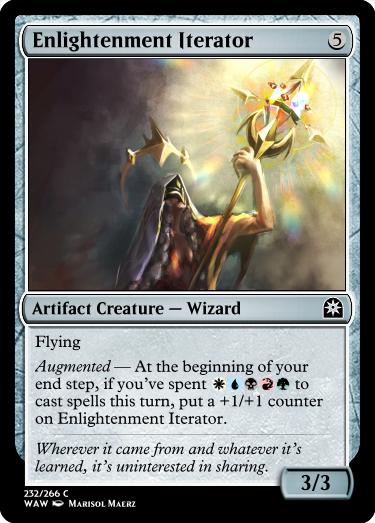 Enlightenment Iterator 5
Artifact Creature — Wizard
Flying
Augmented — At the beginning of your
end step, if you've spent to
cast spells this turn, put a +1/+1 counter
on Enlightenment Iterator.
Wherever it came from and whatever it's
learned, it's uninterested in sharing.
3/3
232/266 C
WAW Marisol Maerz